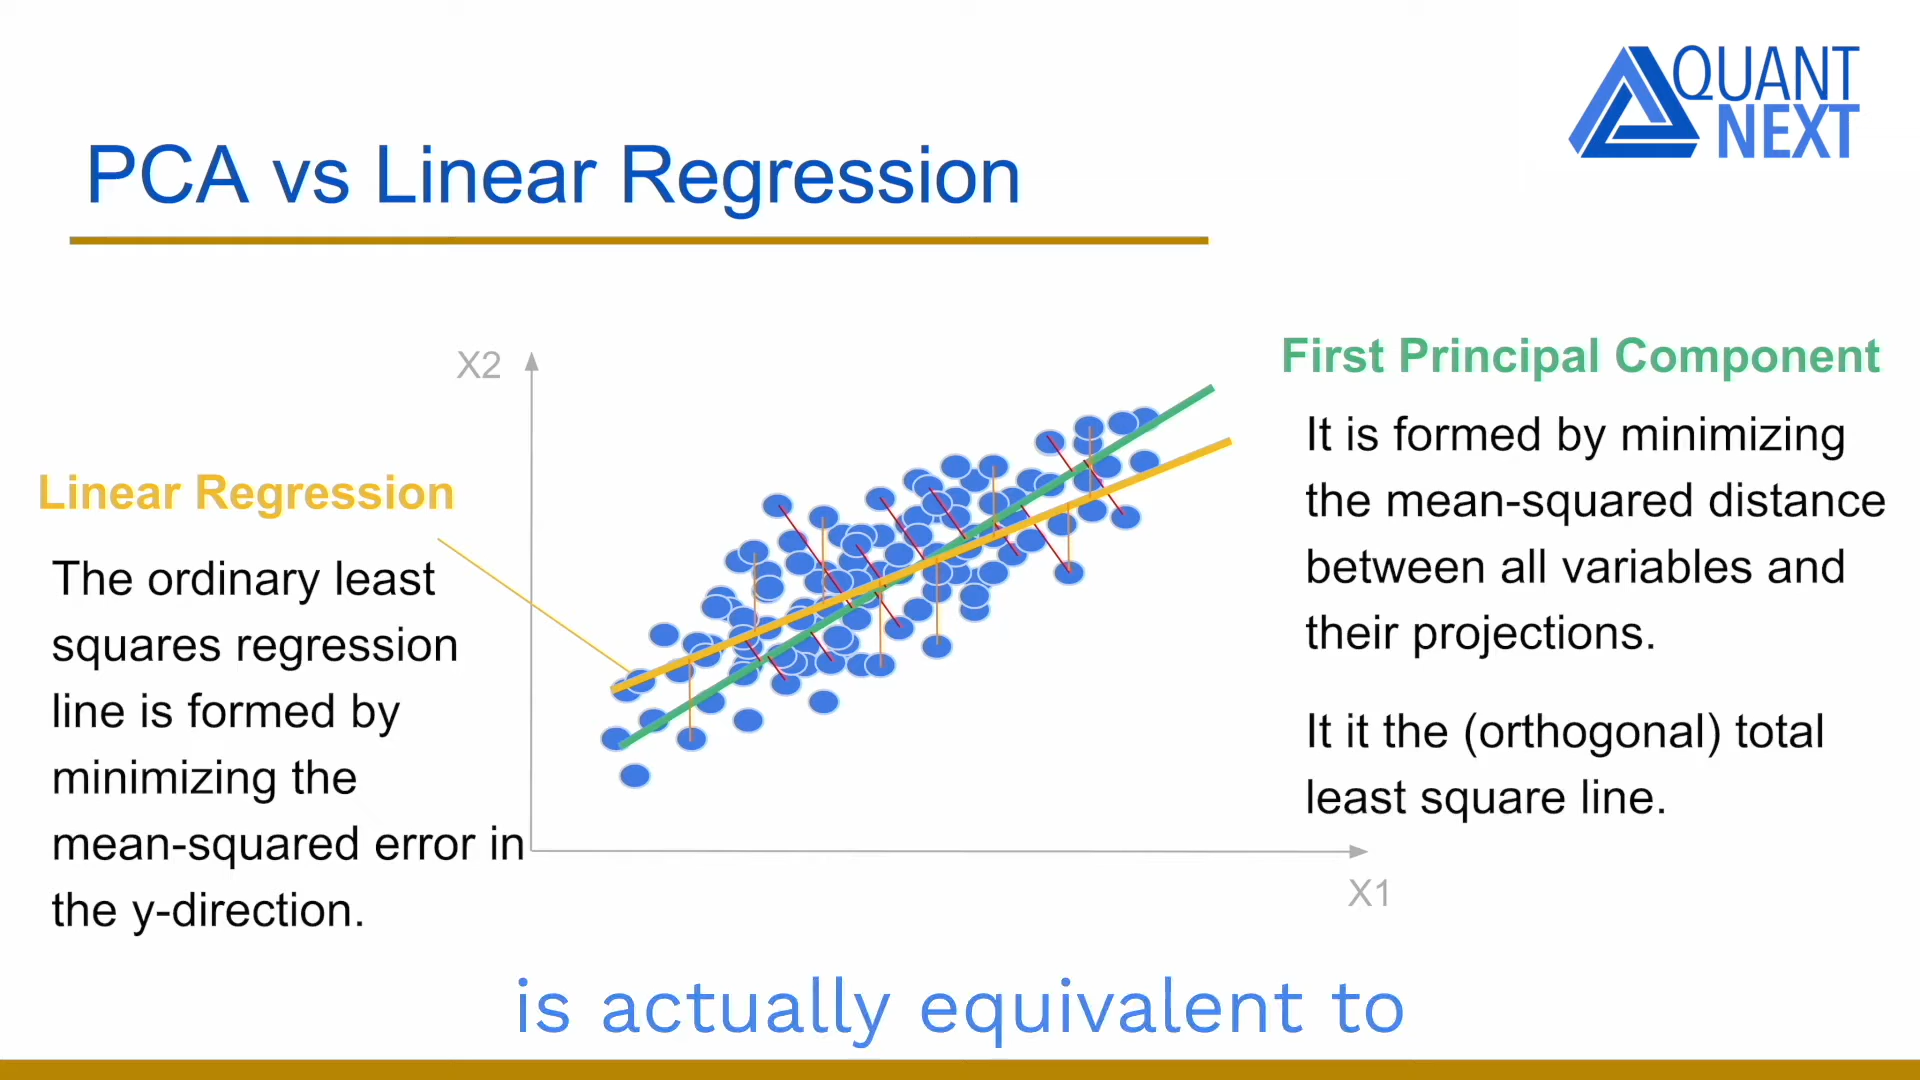 QUANT
NEXT
PCA vs Linear Regression
X2
First Principal Component
It is formed by minimizing
the mean-squared distance
between all variables and
their projections.
It it the (orthogonal) total
least square line.
Linear Regression
The ordinary least
squares regression
line is formed by
minimizing the
mean-squared error in
the y-direction.
X1
is actually equivalent to